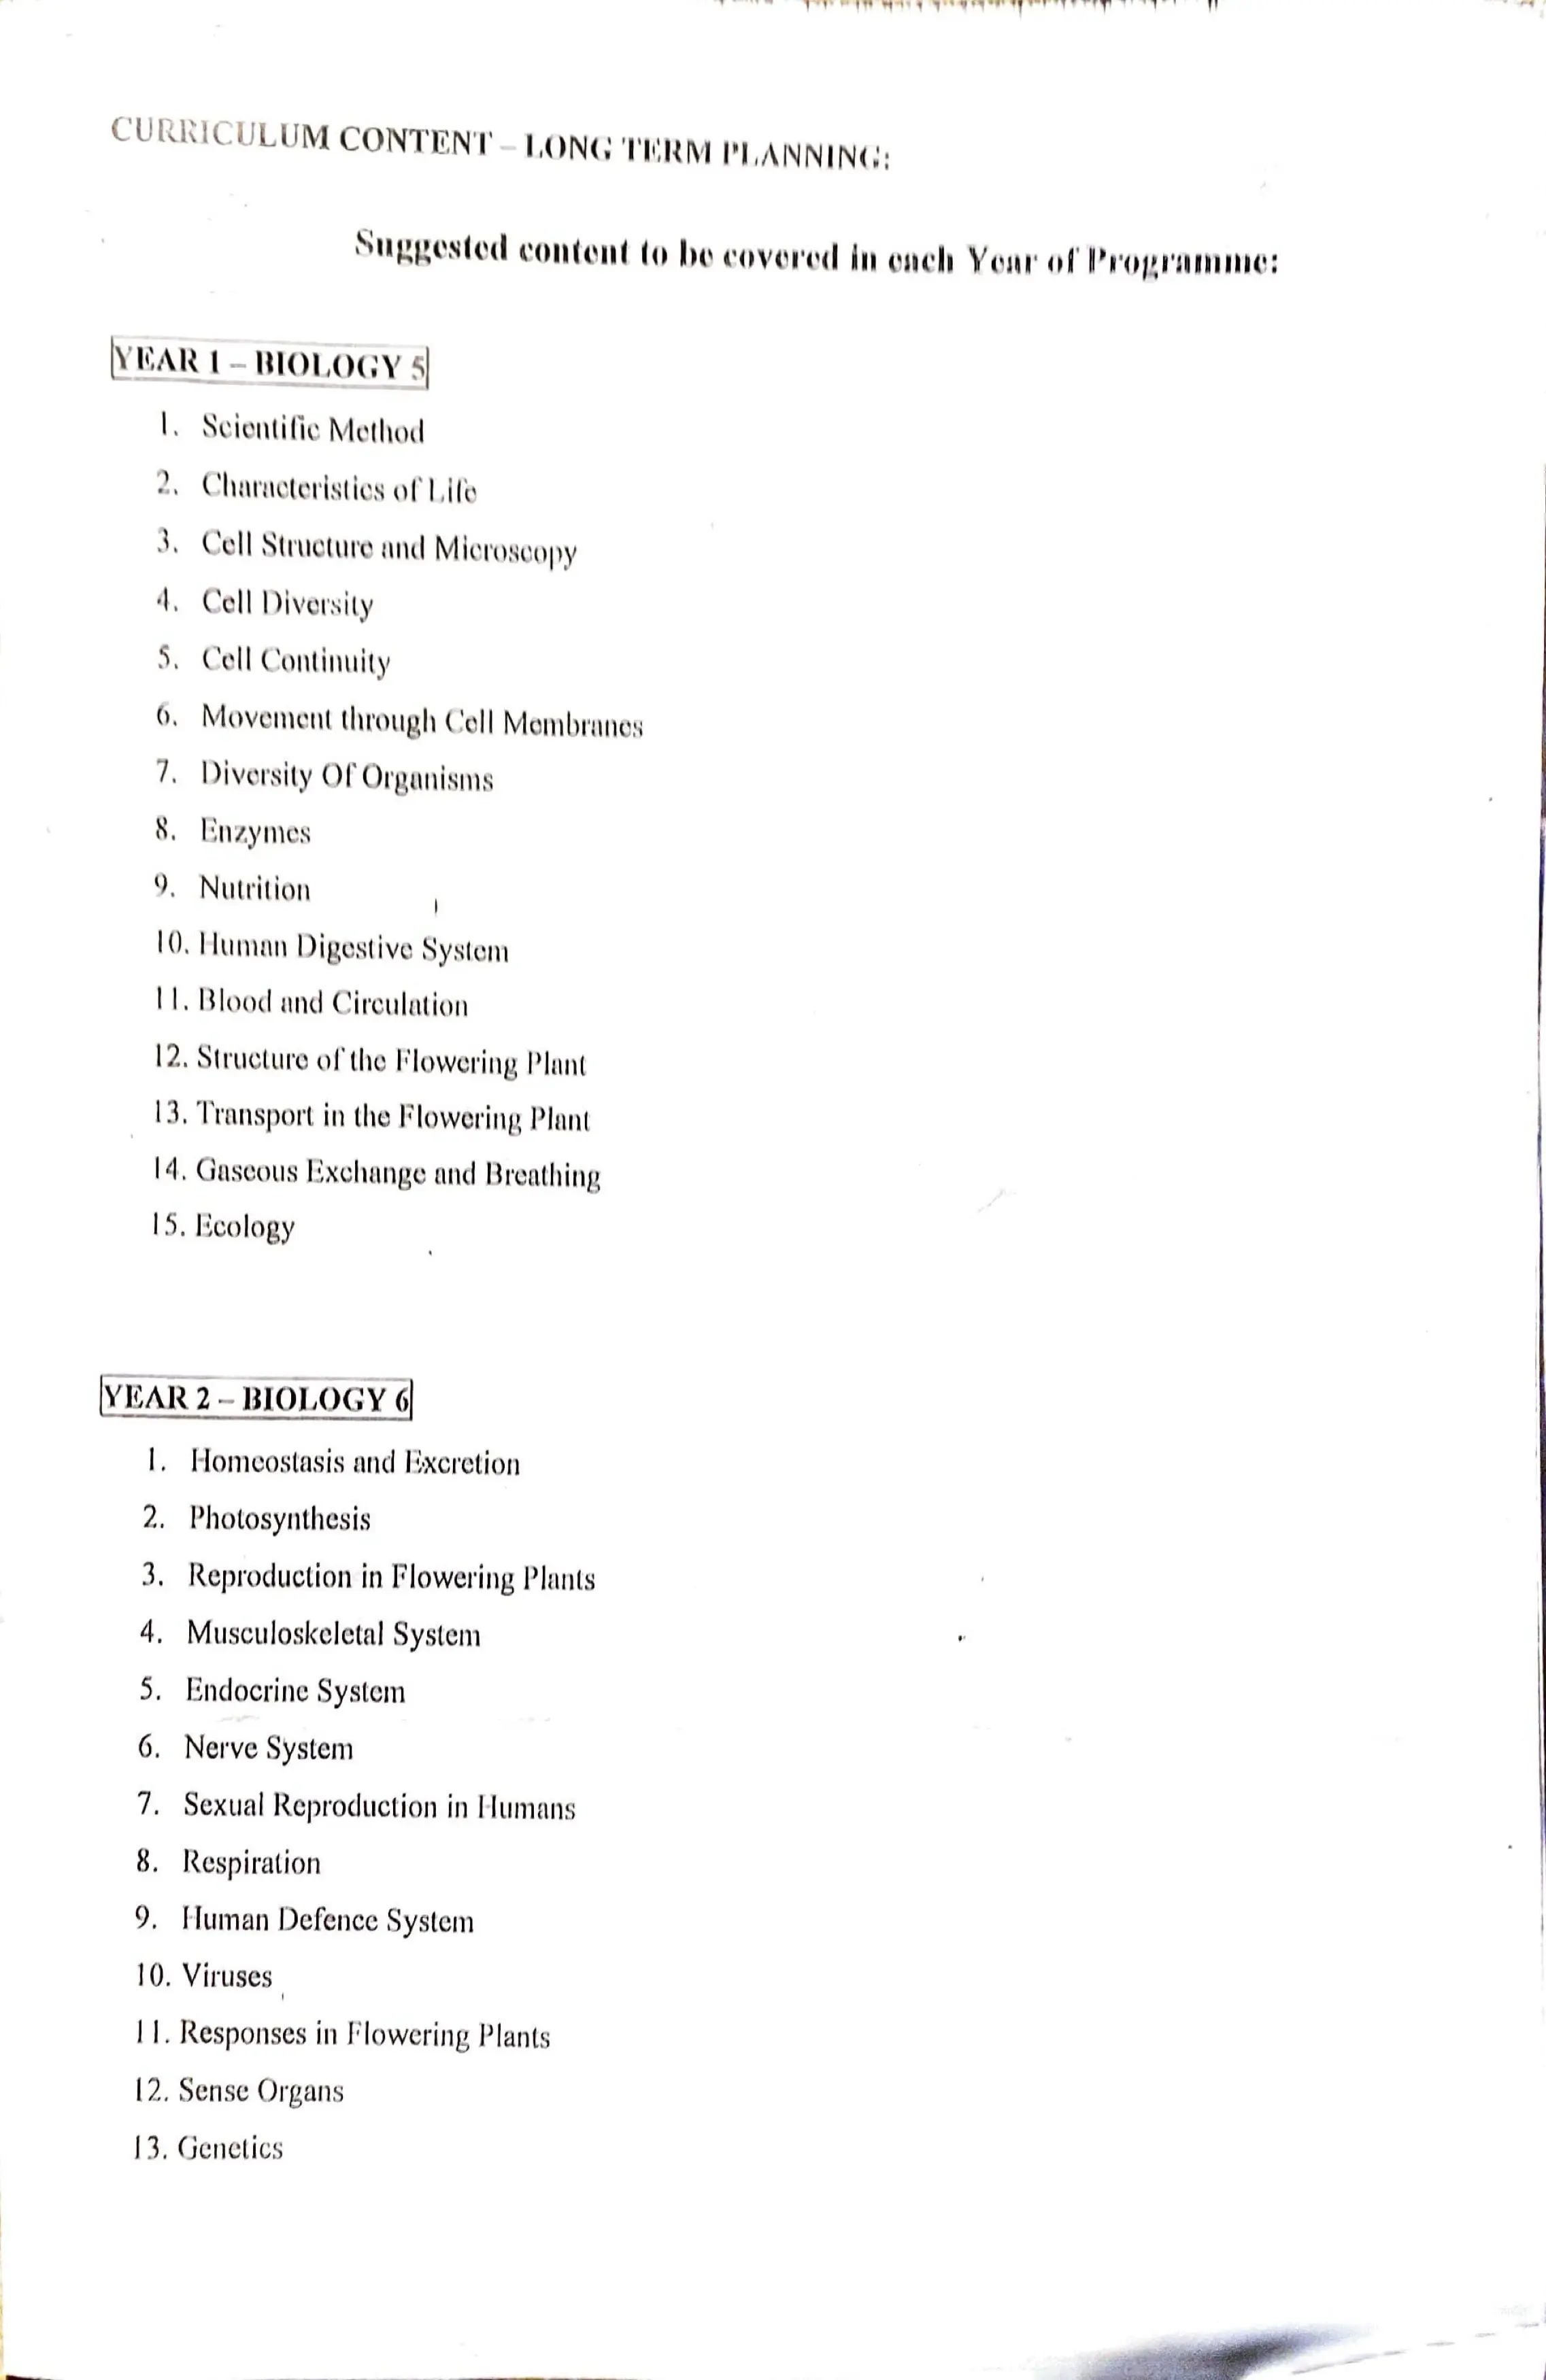 CURRICULUM CONTENT – LONG TERM PLANNING:
Suggested content to be covered in each Year of Programme:
YEAR 1 – BIOLOGY 5
1. Scientific Method
2. Characteristics of Life
3. Cell Structure and Microscopy
4. Cell Diversity
5. Cell Continuity
6. Movement through Cell Membranes
7. Diversity Of Organisms
8. Enzymes
9. Nutrition
10. Human Digestive System
11. Blood and Circulation
12. Structure of the Flowering Plant
13. Transport in the Flowering Plant
14. Gaseous Exchange and Breathing
15. Ecology
YEAR 2 – BIOLOGY 6
1. Homeostasis and Excretion
2. Photosynthesis
3. Reproduction in Flowering Plants
4. Musculoskeletal System
5. Endocrine System
6. Nerve System
7. Sexual Reproduction in Humans
8. Respiration
9. Human Defence System
10. Viruses
11. Responses in Flowering Plants
12. Sense Organs
13. Genetics